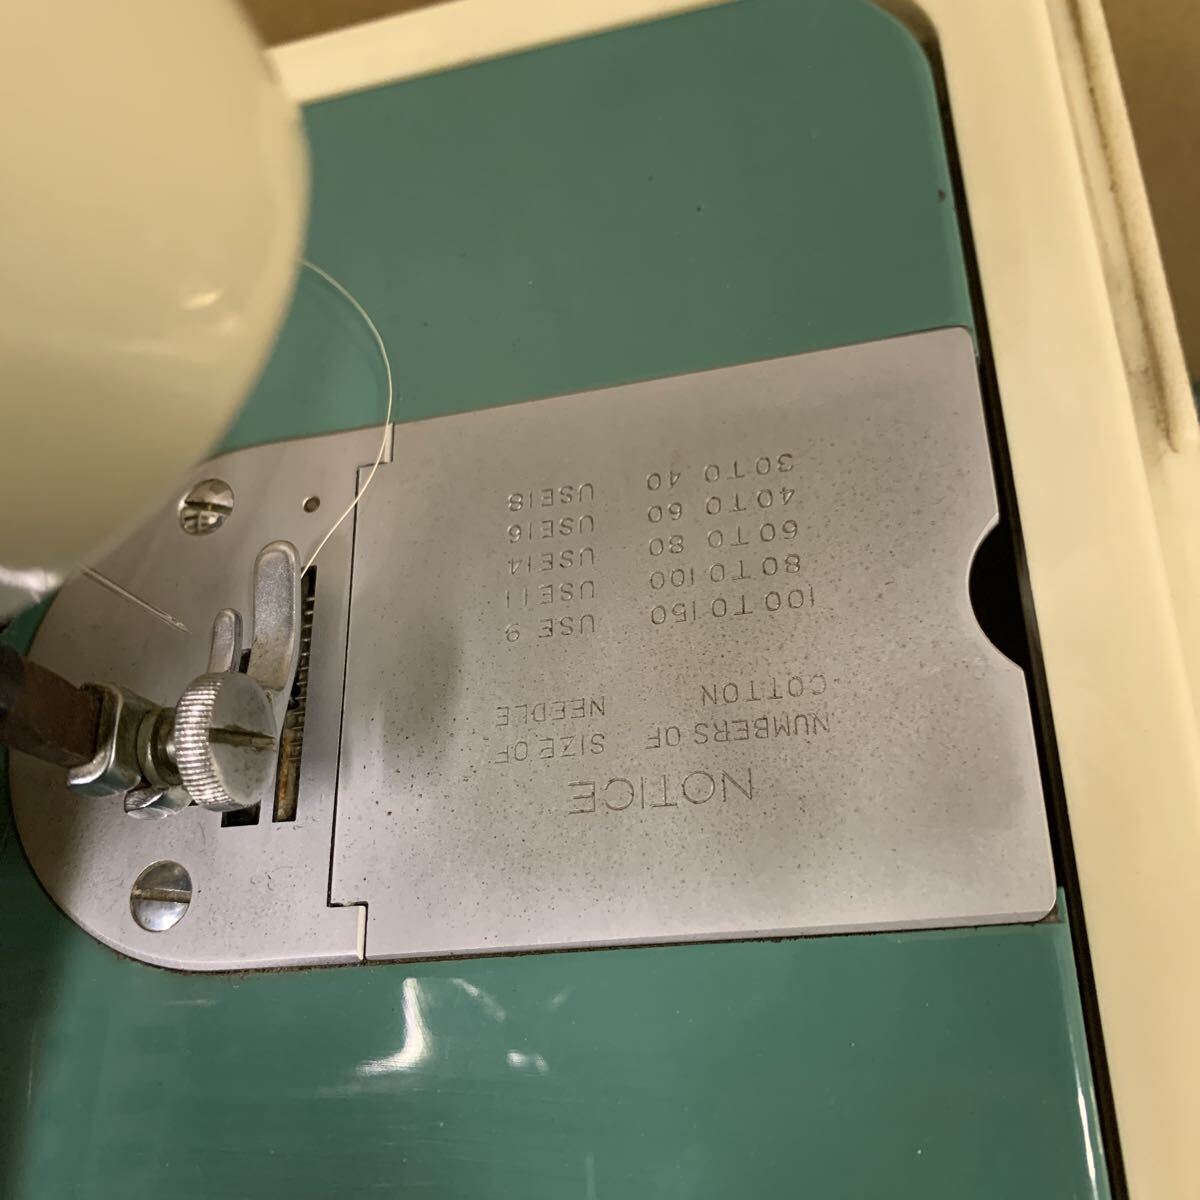 NOTICE
NUMBERS OF SIZE OF
COTTON NEEDLE
100 TO 150 USE 9
80 TO 100 USE 11
60 TO 80 USE 14
40 TO 60 USE 16
30 TO 40 USE 18